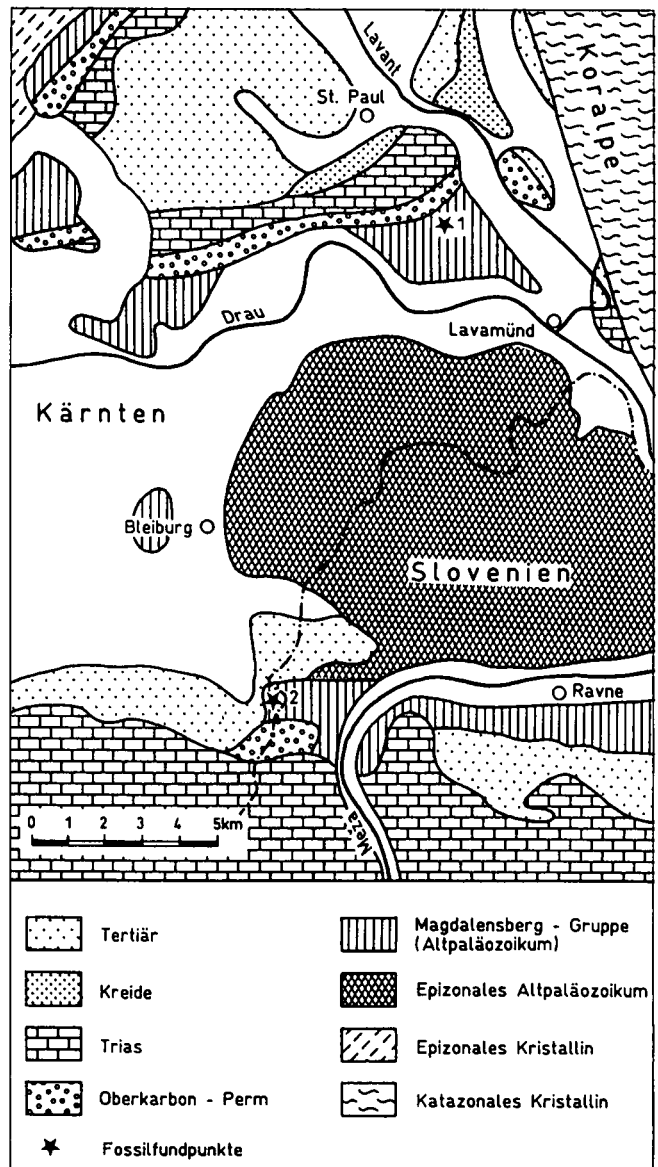 Lavant
St. Paul
Koralpe
1
Drau
Lavamünd
Kärnten
Bleiburg
Slovenien
2
Ravne
0 1 2 3 4 5km
Meža
Tertiär
Kreide
Trias
Oberkarbon - Perm
Fossilfundpunkte
Magdalensberg - Gruppe
(Altpaläozoikum)
Epizonales Altpaläozoikum
Epizonales Kristallin
Katazonales Kristallin